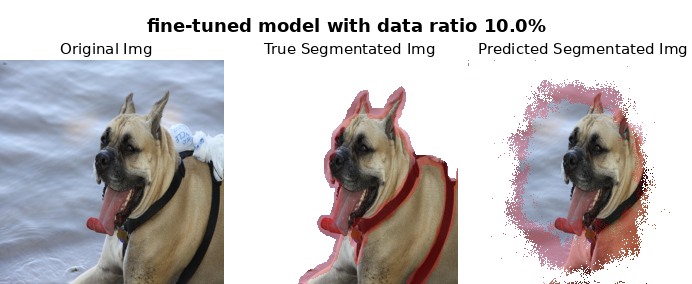 fine-tuned model with data ratio 10.0%
Original Img
True Segmentated Img
Predicted Segmentated Img